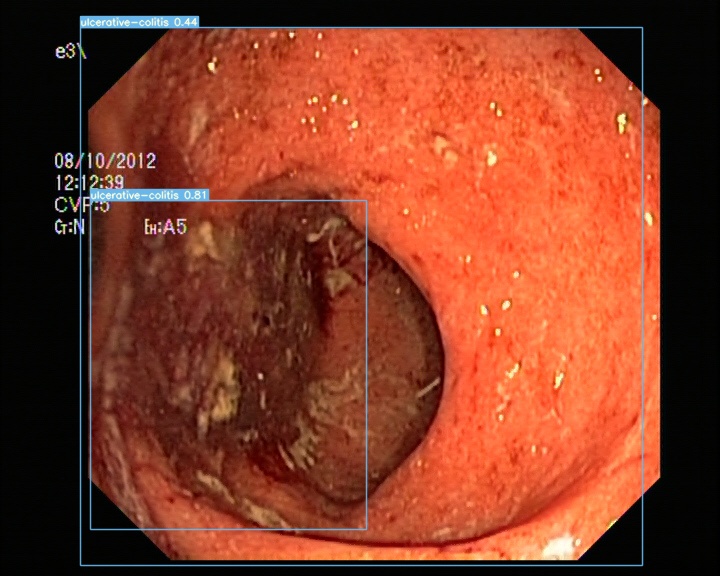 ulcerative-colitis 0.44
e3\
08/10/2012
12:12:39
ulcerative-colitis 0.81
CVP:5
Cr:N EH:A5